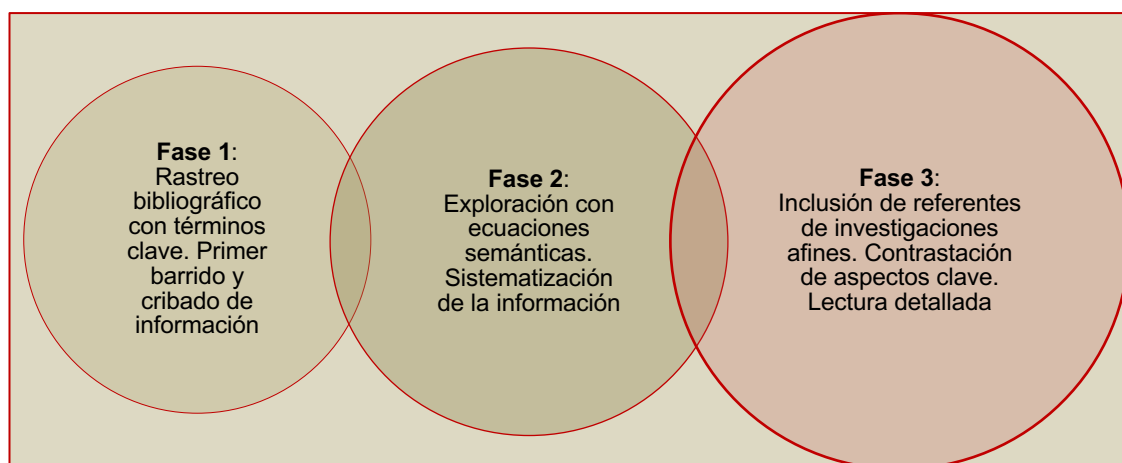 Fase 1:
Rastreo
bibliográfico
con términos
clave. Primer
barrido y
cribado de
información
Fase 2:
Exploración con
ecuaciones
semánticas.
Sistematización
de la información
Fase 3:
Inclusión de referentes
de investigaciones
afines. Contrastación
de aspectos clave.
Lectura detallada